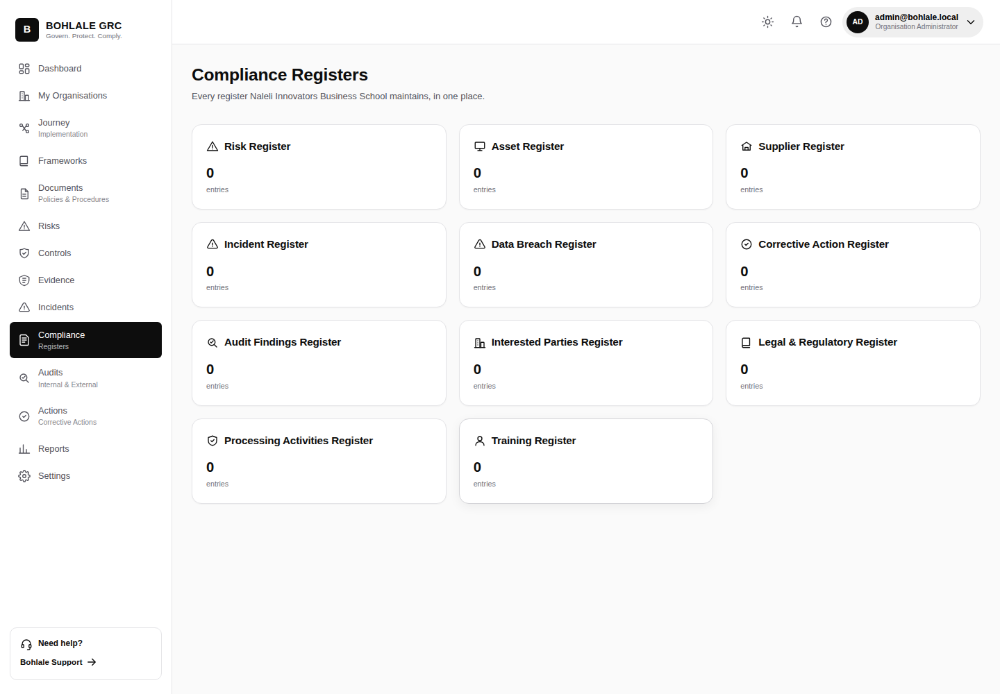 B
BOHLALE GRC
Govern. Protect. Comply.
AD
admin@bohlale.local
Organisation Administrator
Dashboard
My Organisations
Journey
Implementation
Frameworks
Documents
Policies & Procedures
Risks
Controls
Evidence
Incidents
Compliance
Registers
Audits
Internal & External
Actions
Corrective Actions
Reports
Settings
Need help?
Bohlale Support
Compliance Registers
Every register Naleli Innovators Business School maintains, in one place.
Risk Register
0
entries
Asset Register
0
entries
Supplier Register
0
entries
Incident Register
0
entries
Data Breach Register
0
entries
Corrective Action Register
0
entries
Audit Findings Register
0
entries
Interested Parties Register
0
entries
Legal & Regulatory Register
0
entries
Processing Activities Register
0
entries
Training Register
0
entries